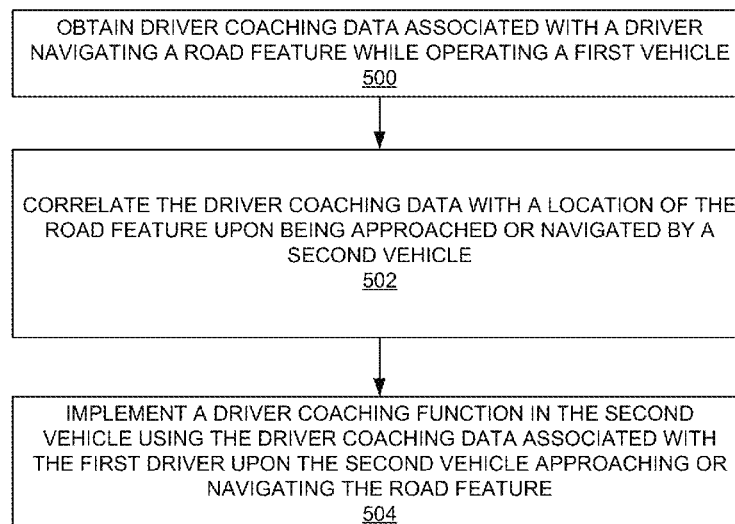 OBTAIN DRIVER COACHING DATA ASSOCIATED WITH A DRIVER
NAVIGATING A ROAD FEATURE WHILE OPERATING A FIRST VEHICLE
500
CORRELATE THE DRIVER COACHING DATA WITH A LOCATION OF THE
ROAD FEATURE UPON BEING APPROACHED OR NAVIGATED BY A
SECOND VEHICLE
502
IMPLEMENT A DRIVER COACHING FUNCTION IN THE SECOND
VEHICLE USING THE DRIVER COACHING DATA ASSOCIATED WITH
THE FIRST DRIVER UPON THE SECOND VEHICLE APPROACHING OR
NAVIGATING THE ROAD FEATURE
504